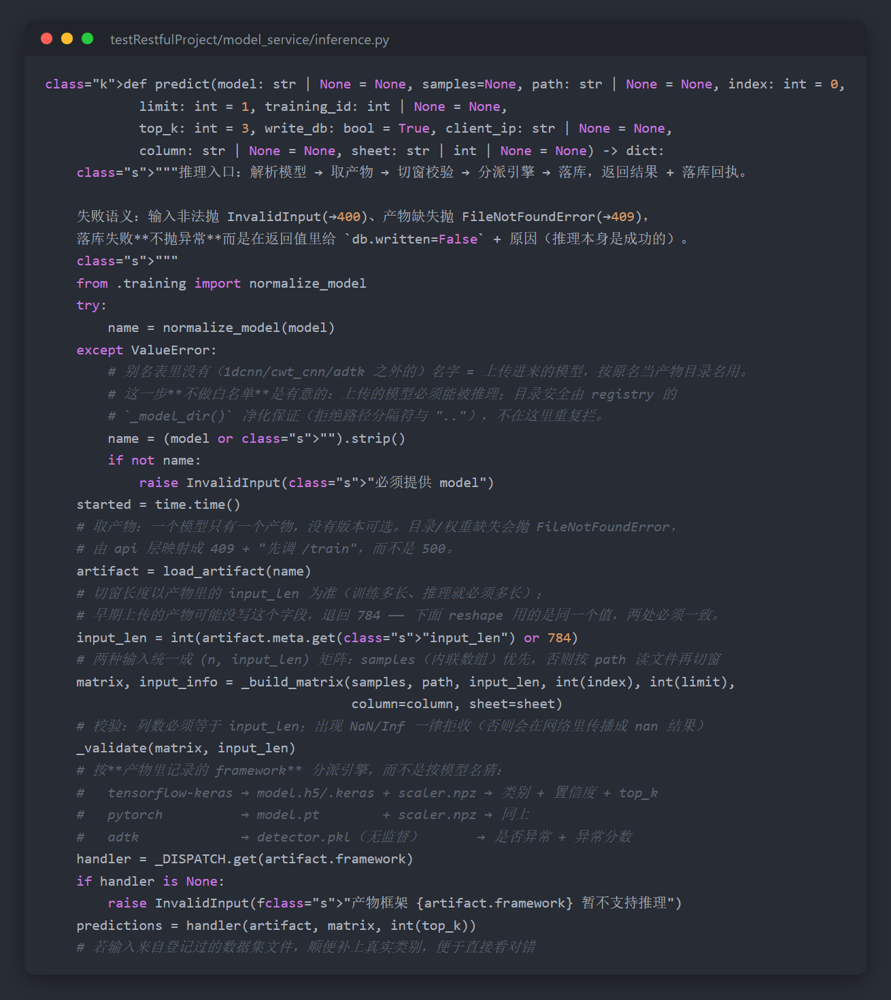 testRestfulProject/model_service/inference.py
class="k">def predict(model: str | None = None, samples=None, path: str | None = None, index: int = 0,
            limit: int = 1, training_id: int | None = None,
            top_k: int = 3, write_db: bool = True, client_ip: str | None = None,
            column: str | None = None, sheet: str | int | None = None) -> dict:
    class="s">"""推理入口：解析模型 → 取产物 → 切窗校验 → 分派引擎 → 落库，返回结果 + 落库回执。

    失败语义：输入非法抛 InvalidInput(→400)、产物缺失抛 FileNotFoundError(→409)，
    落库失败**不抛异常**而是在返回值里给 `db.written=False` + 原因（推理本身是成功的）。
    class="s">"""
    from .training import normalize_model
    try:
        name = normalize_model(model)
    except ValueError:
        # 别名表里没有（1dcnn/cwt_cnn/adtk 之外的）名字 = 上传进来的模型，按原名当产物目录名用。
        # 这一步**不做白名单**是有意的：上传的模型必须能被推理；目录安全由 registry 的
        # `_model_dir()` 净化保证（拒绝路径分隔符与 ".."），不在这里重复拦。
        name = (model or class="s">"").strip()
        if not name:
            raise InvalidInput(class="s">"必须提供 model")
    started = time.time()
    # 取产物：一个模型只有一个产物，没有版本可选。目录/权重缺失会抛 FileNotFoundError，
    # 由 api 层映射成 409 + "先调 /train"，而不是 500。
    artifact = load_artifact(name)
    # 切窗长度以产物里的 input_len 为准（训练多长、推理就必须多长）；
    # 早期上传的产物可能没写这个字段，退回 784 —— 下面 reshape 用的是同一个值，两处必须一致。
    input_len = int(artifact.meta.get(class="s">"input_len") or 784)
    # 两种输入统一成 (n, input_len) 矩阵：samples（内联数组）优先，否则按 path 读文件再切窗
    matrix, input_info = _build_matrix(samples, path, input_len, int(index), int(limit),
                                       column=column, sheet=sheet)
    # 校验：列数必须等于 input_len；出现 NaN/Inf 一律拒收（否则会在网络里传播成 nan 结果）
    _validate(matrix, input_len)
    # 按**产物里记录的 framework** 分派引擎，而不是按模型名猜：
    #   tensorflow-keras → model.h5/.keras + scaler.npz → 类别 + 置信度 + top_k
    #   pytorch          → model.pt        + scaler.npz → 同上
    #   adtk             → detector.pkl（无监督）       → 是否异常 + 异常分数
    handler = _DISPATCH.get(artifact.framework)
    if handler is None:
        raise InvalidInput(fclass="s">"产物框架 {artifact.framework} 暂不支持推理")
    predictions = handler(artifact, matrix, int(top_k))
    # 若输入来自登记过的数据集文件，顺便补上真实类别，便于直接看对错